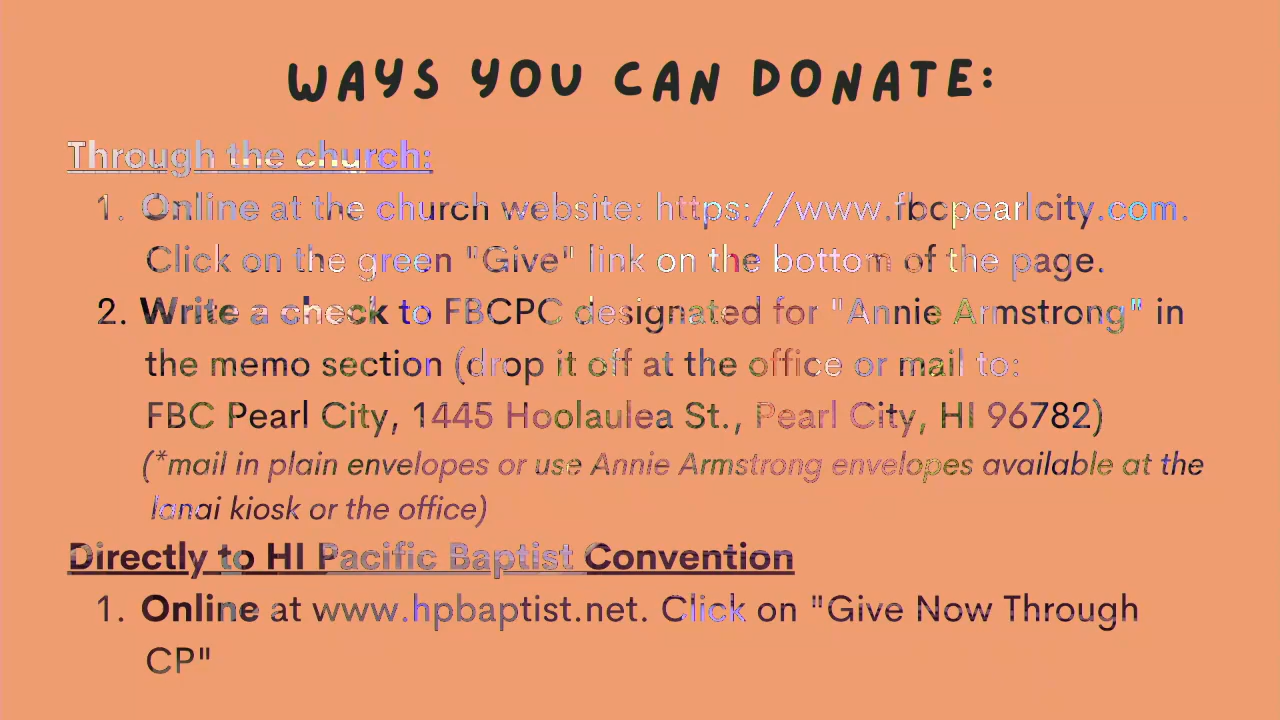 WAYS YOU CAN DONATE:
Through the church:
1. Online at the church website: https://www.fbcpearlcity.com.
Click on the green "Give" link on the bottom of the page.
2. Write a check to FBCPC designated for "Annie Armstrong" in
the memo section (drop it off at the office or mail to:
FBC Pearl City, 1445 Hoolaulea St., Pearl City, HI 96782)
(*mail in plain envelopes or use Annie Armstrong envelopes available at the
lanai kiosk or the office)
Directly to HI Pacific Baptist Convention
1. Online at www.hpbaptist.net. Click on "Give Now Through
CP"